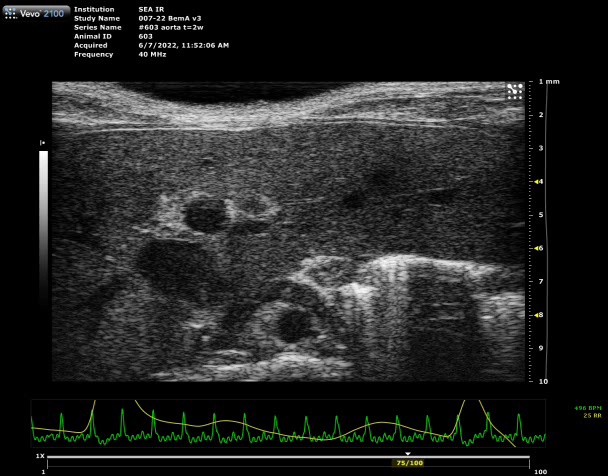 Vevo 2100
Institution SEA IR
Study Name 007-22 BemA v3
Series Name #603 aorta t=2w
Animal ID 603
Acquired 6/7/2022, 11:52:06 AM
Frequency 40 MHz
1 mm
2
3
4
5
6
7
8
9
10
496 BPM
25 RR
1X
75/100
1
100